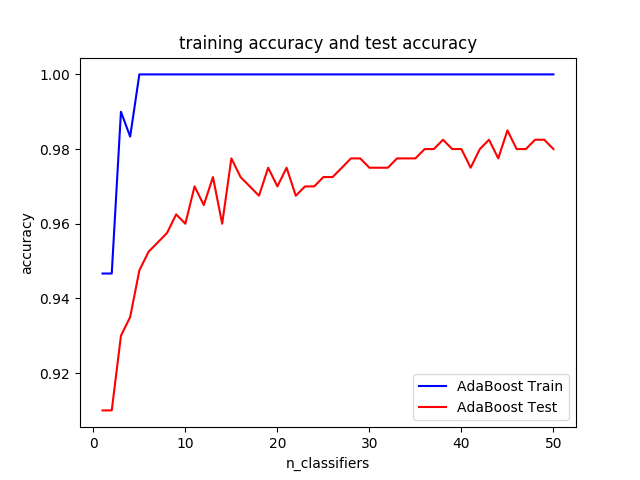 training accuracy and test accuracy
1.00
0.98
0.96
0.94
0.92
accuracy
0 10 20 30 40 50
n_classifiers
AdaBoost Train
AdaBoost Test